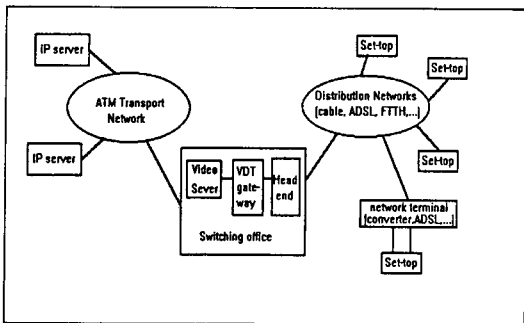 IP server
ATM Transport
Network
IP server
Set-top
Set-top
Distribution Networks
[cable, ADSL, FTTH,...]
Set-top
Video
Sever
VDT
gate-
way
Head
end
Switching office
network terminal
[converter,ADSL,...]
Set-top